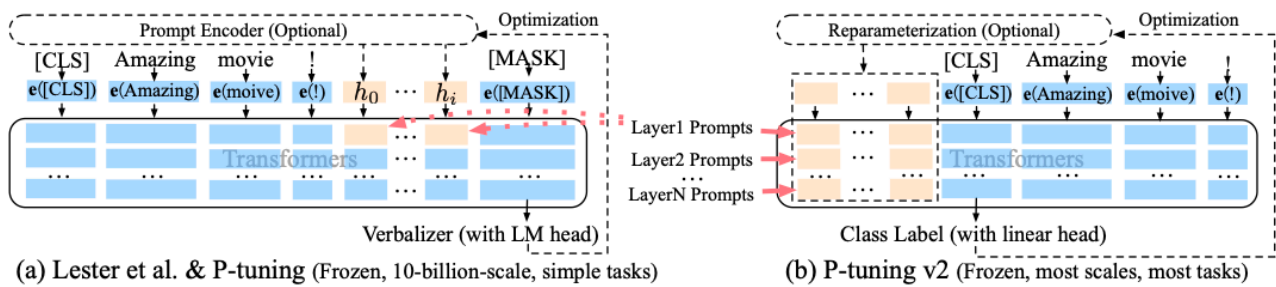 Prompt Encoder (Optional)
Optimization
[CLS] Amazing movie ! [MASK]
e([CLS]) e(Amazing) e(moive) e(!) h0 ··· hi e([MASK])
...
Transformers
... ... ... ... ... ... ...
Verbalizer (with LM head)
(a) Lester et al. & P-tuning (Frozen, 10-billion-scale, simple tasks)
Layer1 Prompts
Layer2 Prompts
...
LayerN Prompts
Reparameterization (Optional)
Optimization
[CLS] Amazing movie !
... e([CLS]) e(Amazing) e(moive) e(!)
...
Transformers
... ... ... ... ... ... ...
Class Label (with linear head)
(b) P-tuning v2 (Frozen, most scales, most tasks)